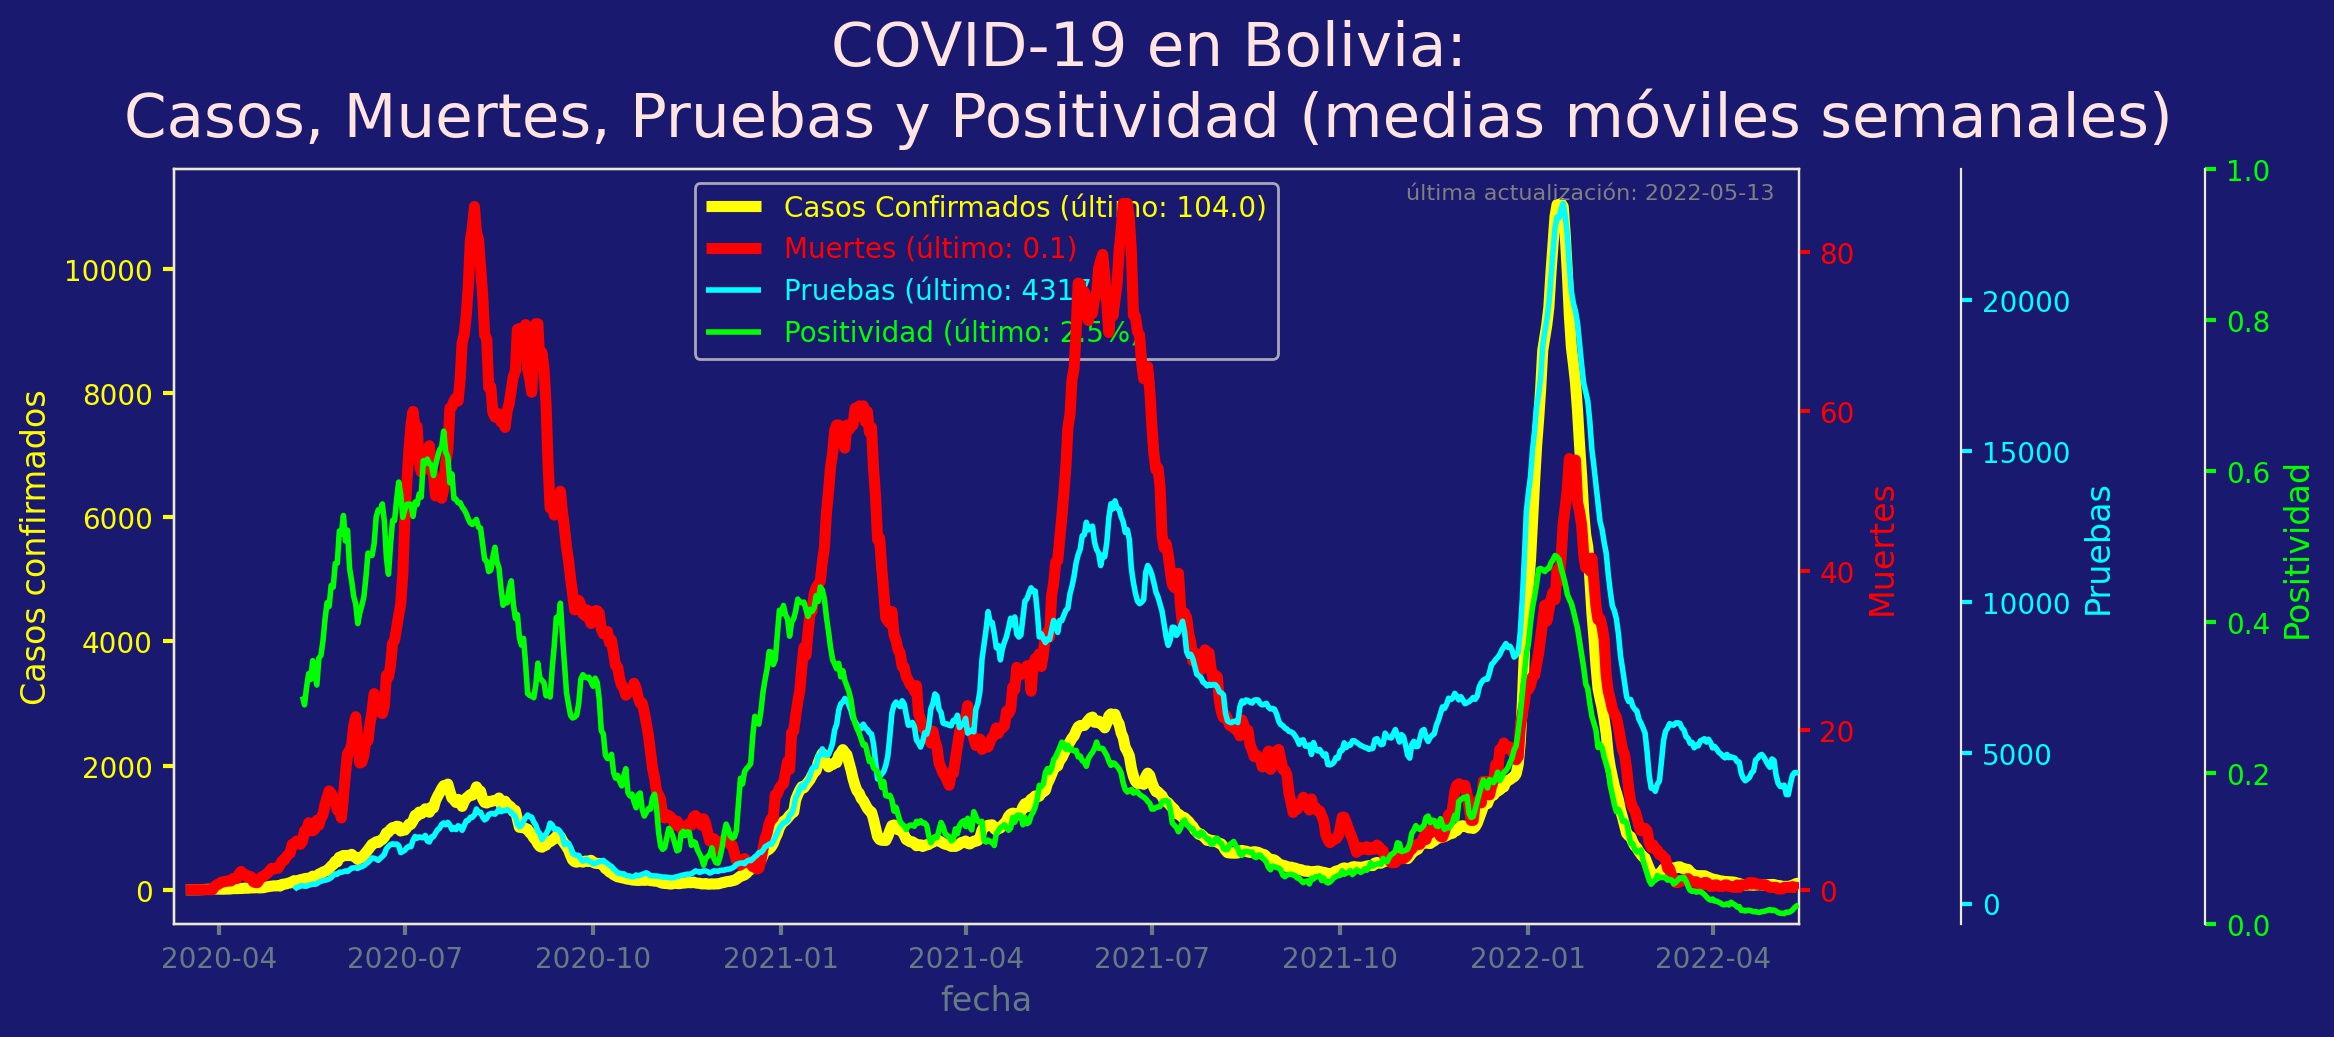 COVID-19 en Bolivia:
Casos, Muertes, Pruebas y Positividad (medias móviles semanales)
última actualización: 2022-05-13
Casos Confirmados (último: 104.0)
Muertes (último: 0.1)
Pruebas (último: 4317
Positividad (último: 2.5%)
Casos confirmados
10000
8000
6000
4000
2000
0
80
60
40
20
0
Muertes
20000
15000
10000
5000
0
Pruebas
1.0
0.8
0.6
0.4
0.2
0.0
Positividad
2020-04
2020-07
2020-10
2021-01
2021-04
2021-07
2021-10
2022-01
2022-04
fecha